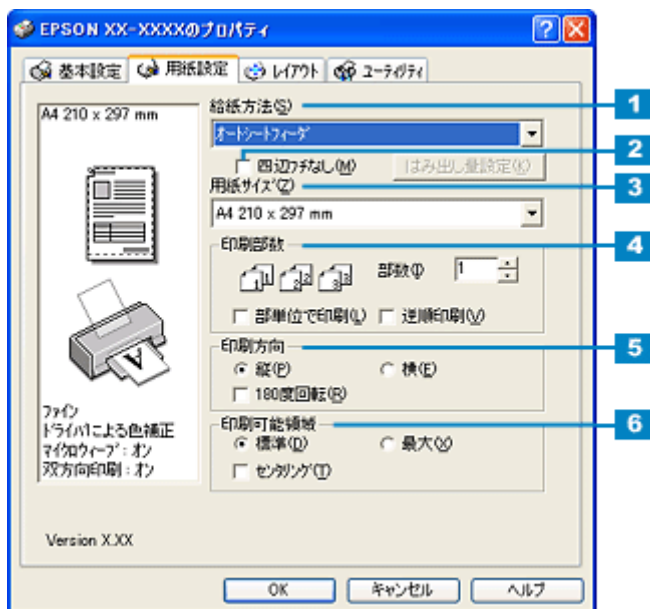 EPSON XX-XXXXのプロパティ
基本設定 用紙設定 レイアウト ユーティリティ
A4 210 x 297 mm
給紙方法(S)
1
オートシートフィーダ
2
四辺フチなし(M) はみ出し量設定(K)
用紙サイズ(Z)
3
A4 210 x 297 mm
印刷部数
4
1 1 2 2 3 3
部数(I) 1
部単位で印刷(L) 逆順印刷(V)
印刷方向
5
縦(P) 横(E)
180度回転(R)
印刷可能領域
6
標準(D) 最大(X)
センタリング(T)
A
ファイン
ドライバによる色補正
マイクロウィーブ : オン
双方向印刷 : オン
Version X.XX
OK キャンセル ヘルプ